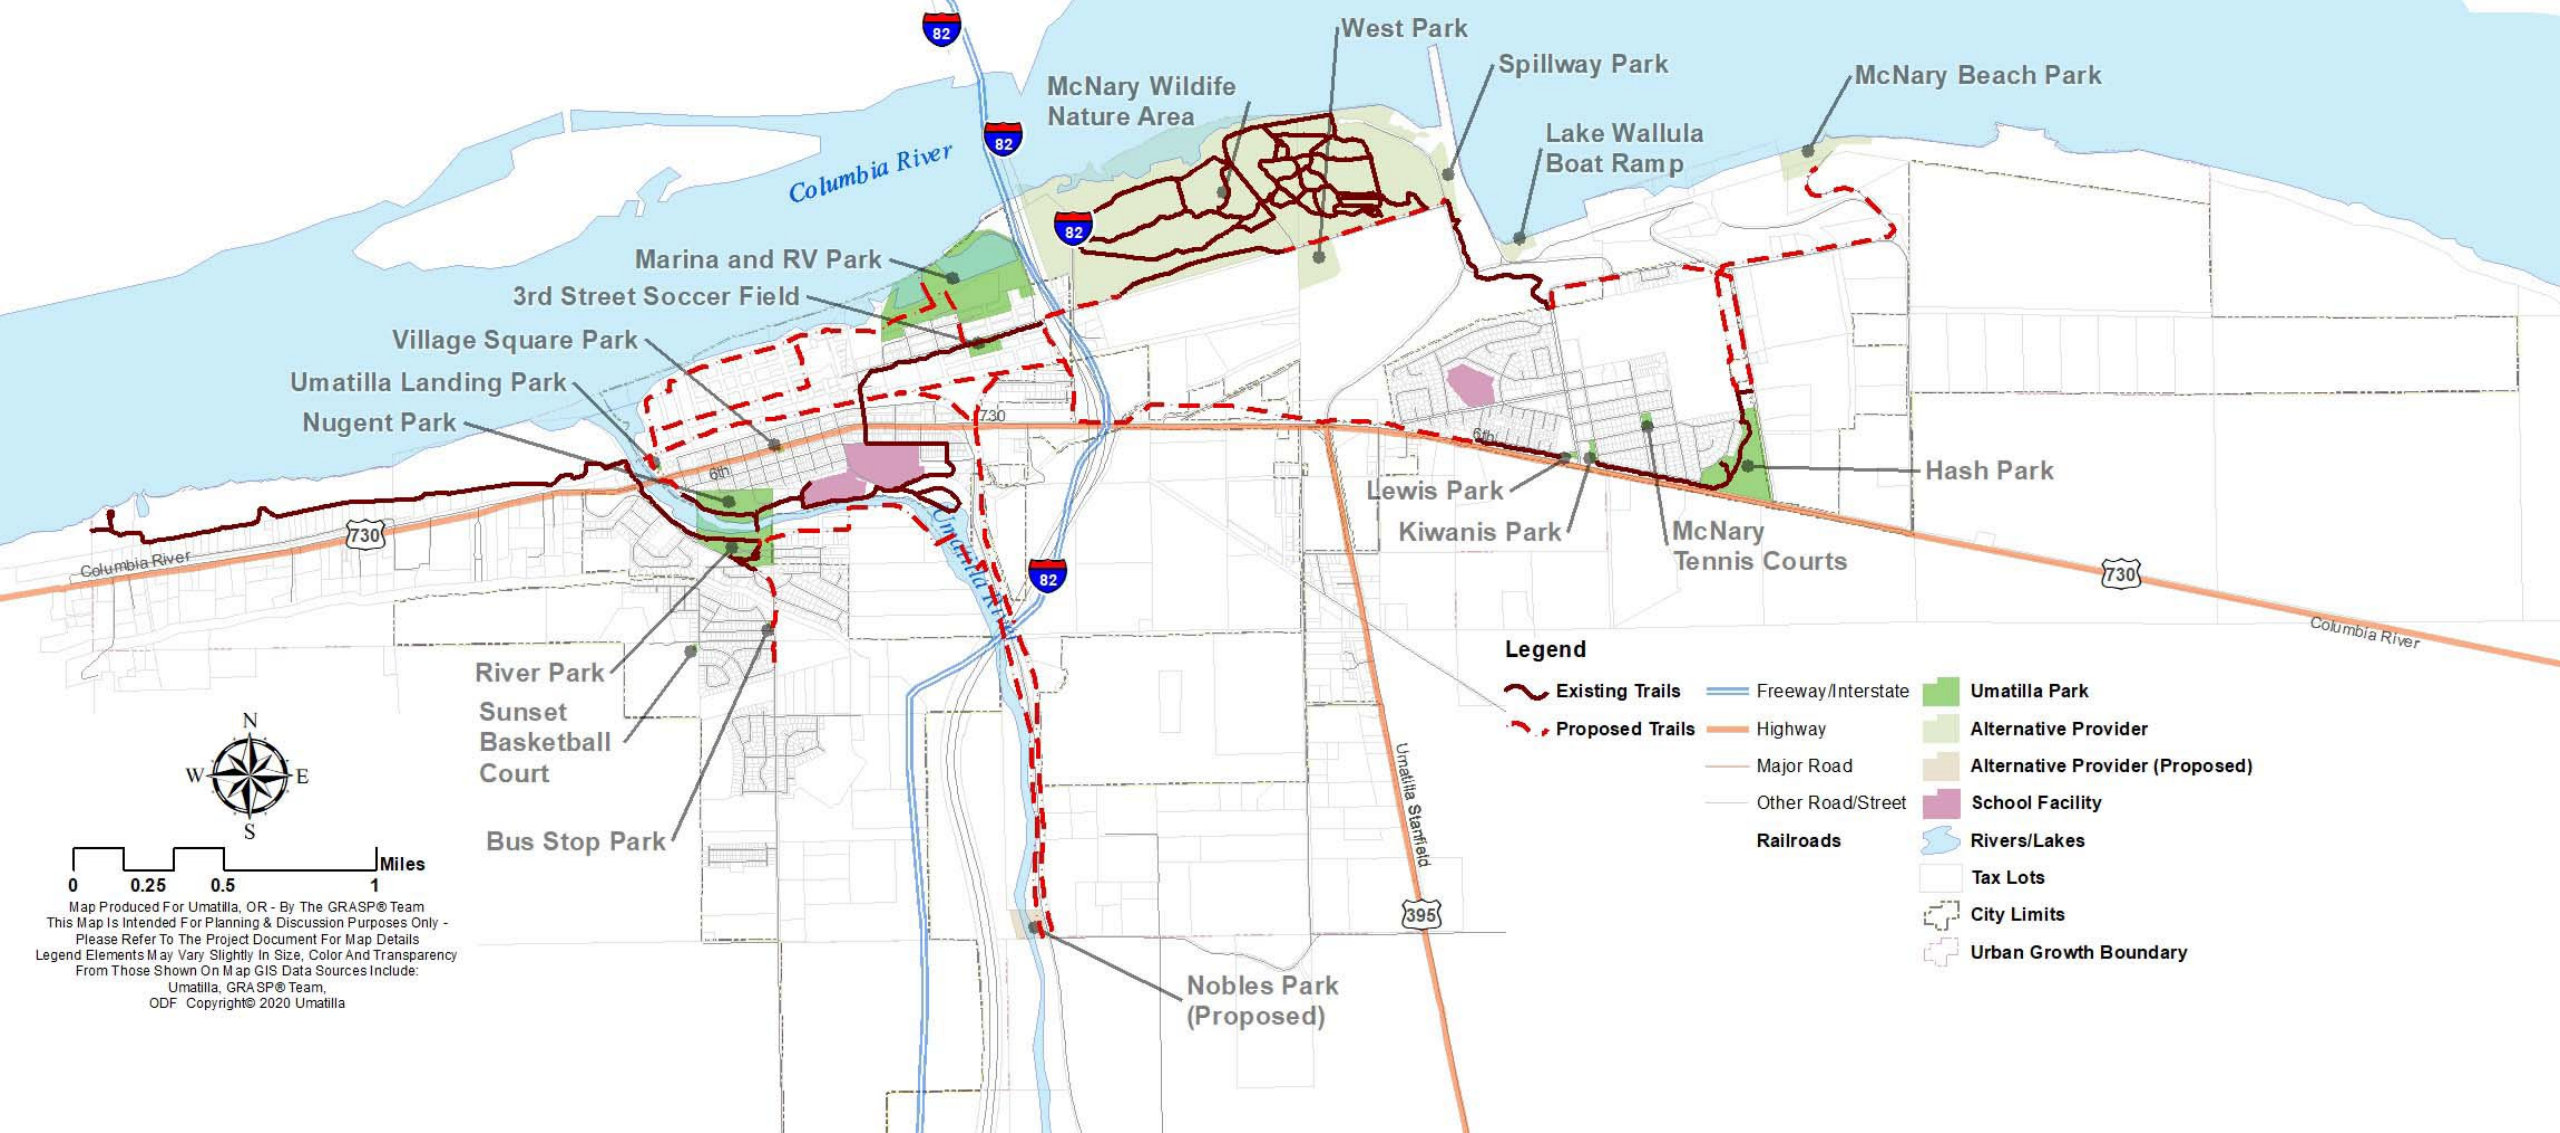 82
West Park
Spillway Park
McNary Wildife
Nature Area
McNary Beach Park
82
Lake Wallula
Boat Ramp
Columbia River
82
Marina and RV Park
3rd Street Soccer Field
Village Square Park
Umatilla Landing Park
Nugent Park
730
6th
6th
Hash Park
Lewis Park
Kiwanis Park
McNary
Tennis Courts
730
Columbia River
Umatilla River
82
730
Columbia River
River Park
Sunset
Basketball
Court
Bus Stop Park
Umatilla Stanfield
395
Nobles Park
(Proposed)
N
W
E
S
Miles
0
0.25
0.5
1
Map Produced For Umatilla, OR - By The GRASP® Team
This Map Is Intended For Planning & Discussion Purposes Only -
Please Refer To The Project Document For Map Details
Legend Elements May Vary Slightly In Size, Color And Transparency
From Those Shown On Map GIS Data Sources Include:
Umatilla, GRASP® Team,
ODF Copyright© 2020 Umatilla
Legend
Existing Trails
Proposed Trails
Freeway/Interstate
Highway
Major Road
Other Road/Street
Railroads
Umatilla Park
Alternative Provider
Alternative Provider (Proposed)
School Facility
Rivers/Lakes
Tax Lots
City Limits
Urban Growth Boundary